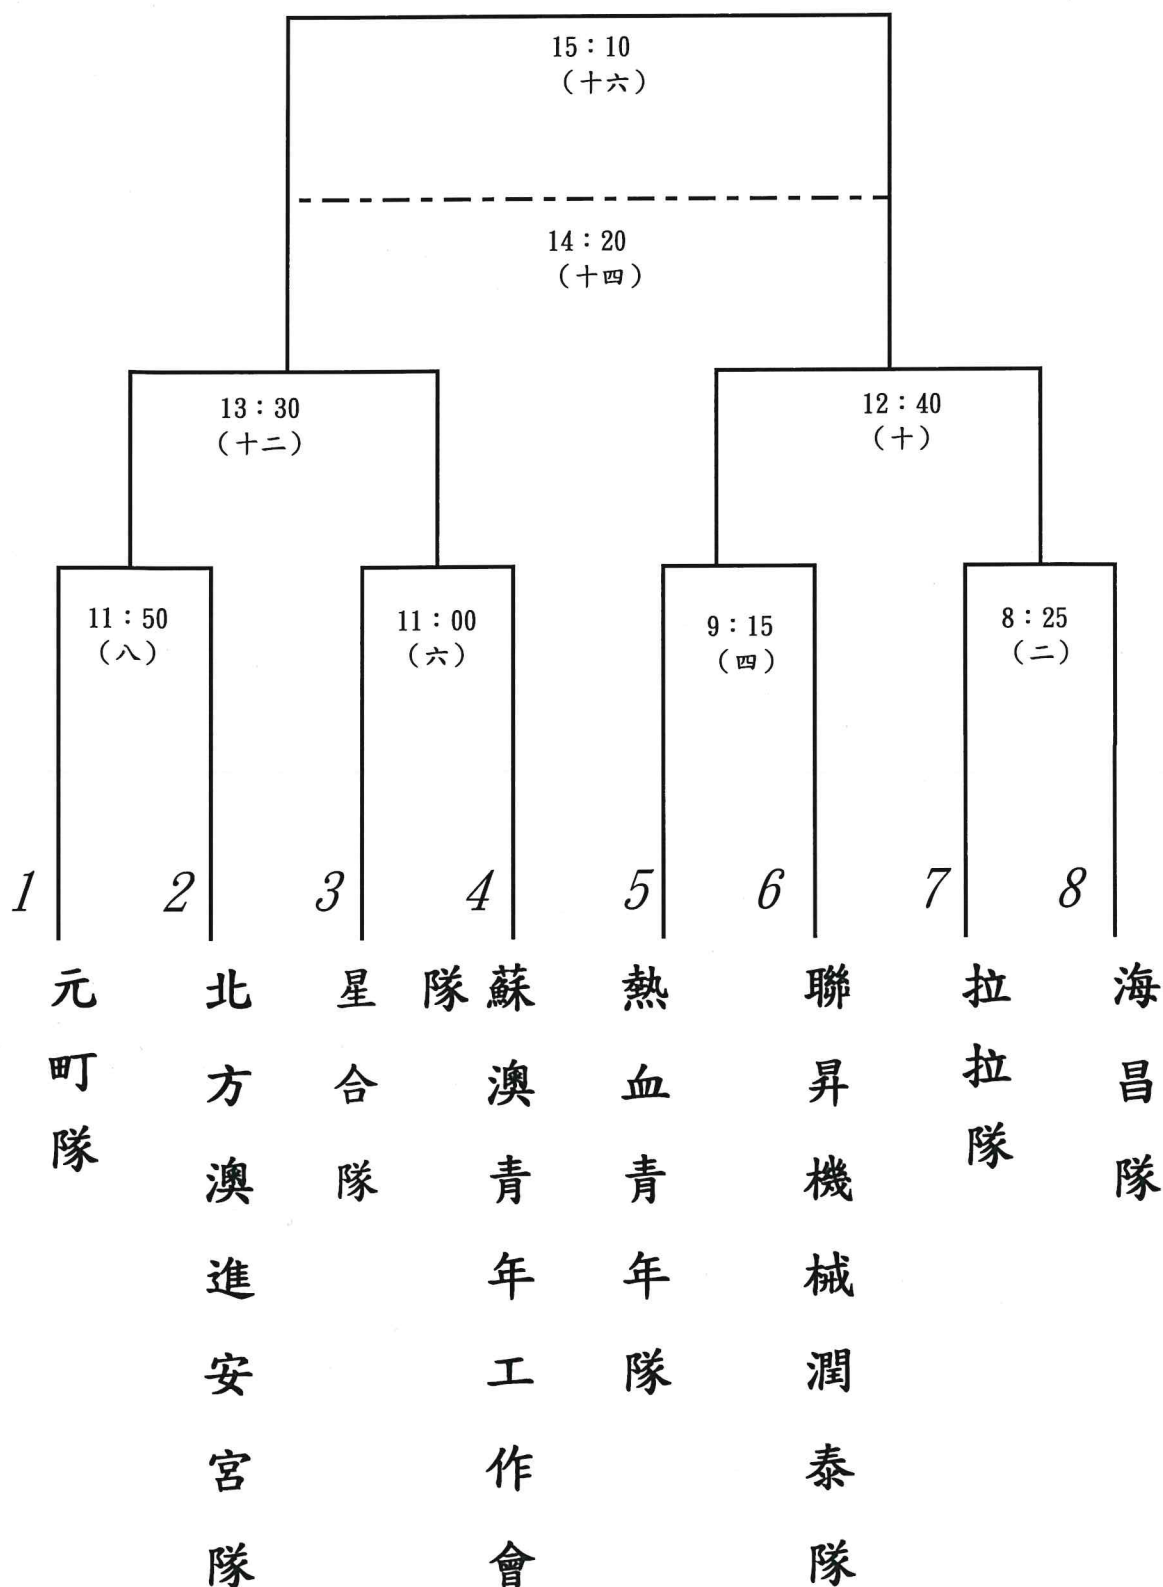 15：10
（十六）
14：20
（十四）
13：30
（十二）
12：40
（十）
11：50
（八）
11：00
（六）
9：15
（四）
8：25
（二）
1
2
3
4
5
6
7
8
元町隊
北方澳進安宮隊
星合隊
蘇澳青年工作會
隊
熱血青年隊
聯昇機械潤泰隊
拉拉隊
海昌隊